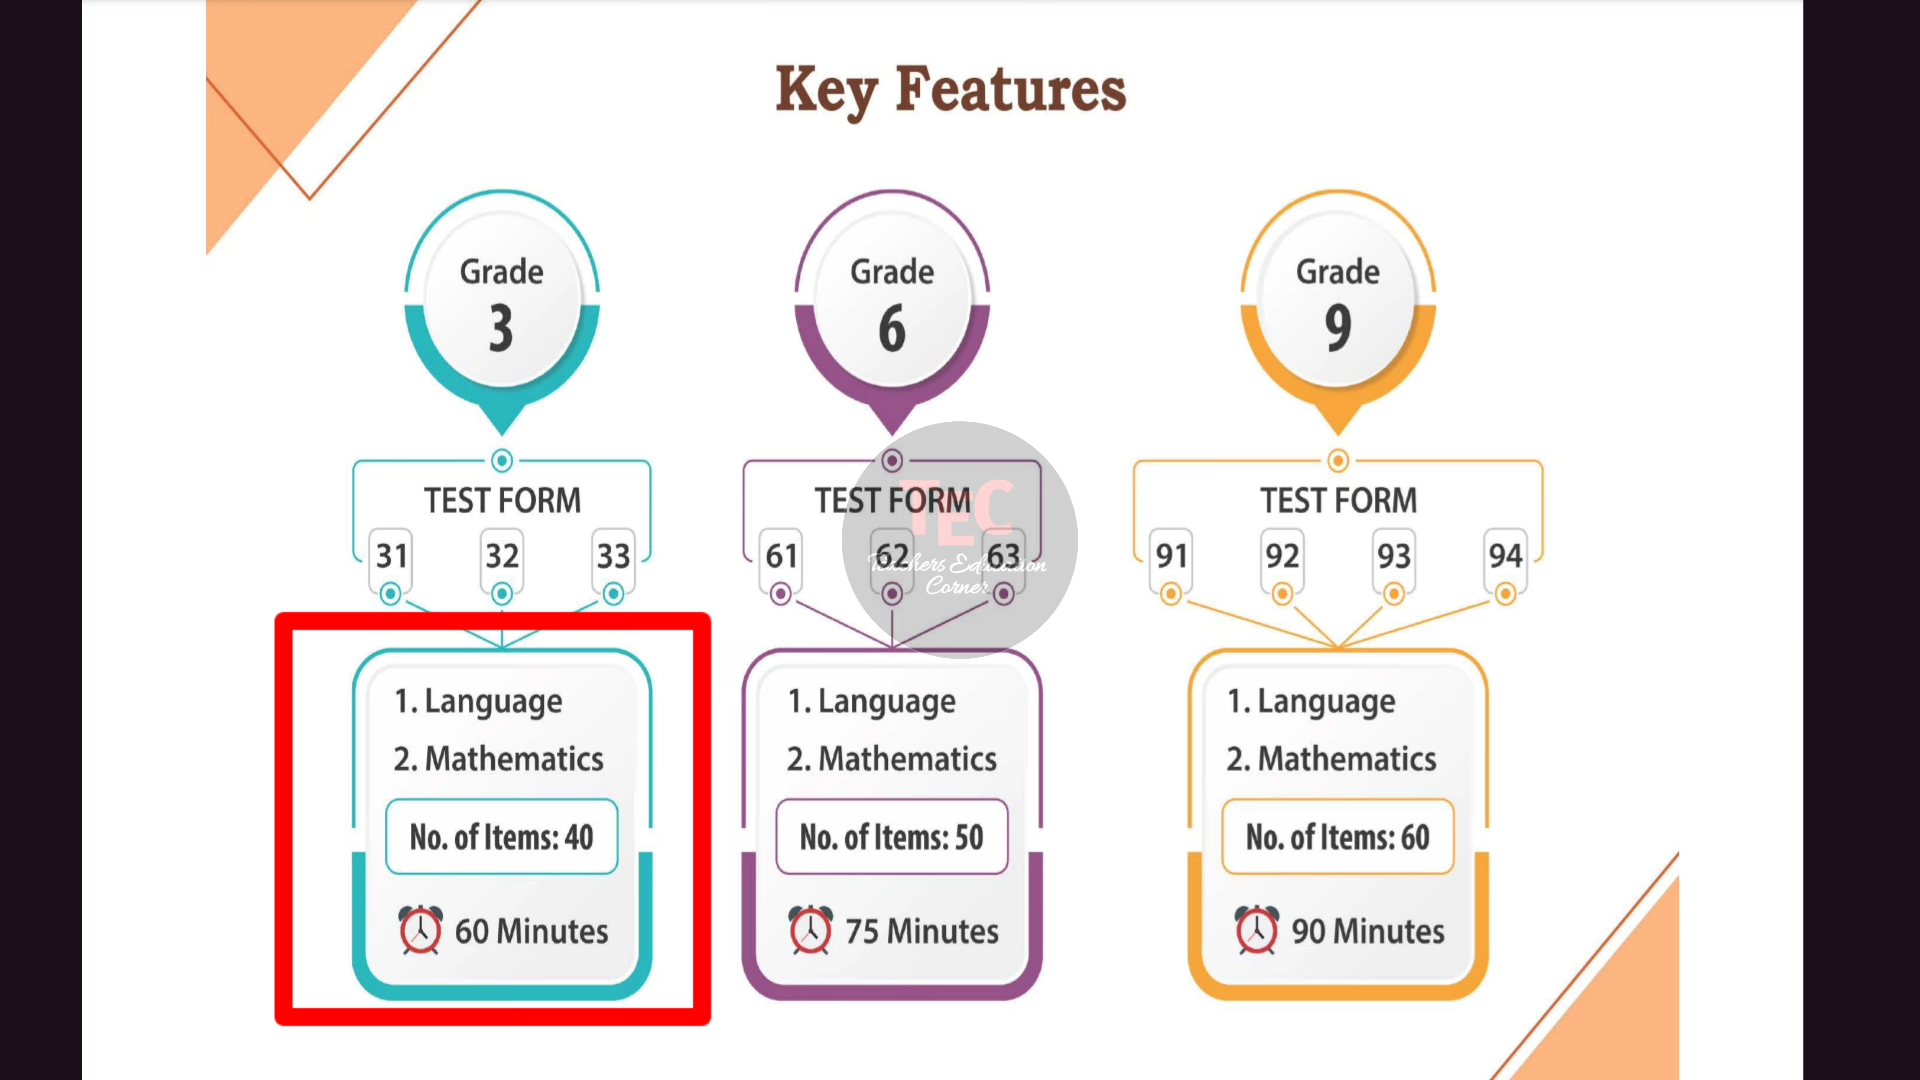 Key Features
Grade
3
Grade
6
Grade
9
TEST FORM
31 32 33
TEST FORM
61 62 63
TEST FORM
91 92 93 94
1. Language
2. Mathematics
No. of Items: 40
60 Minutes
1. Language
2. Mathematics
No. of Items: 50
75 Minutes
1. Language
2. Mathematics
No. of Items: 60
90 Minutes
TEC
Teachers Education
Corner